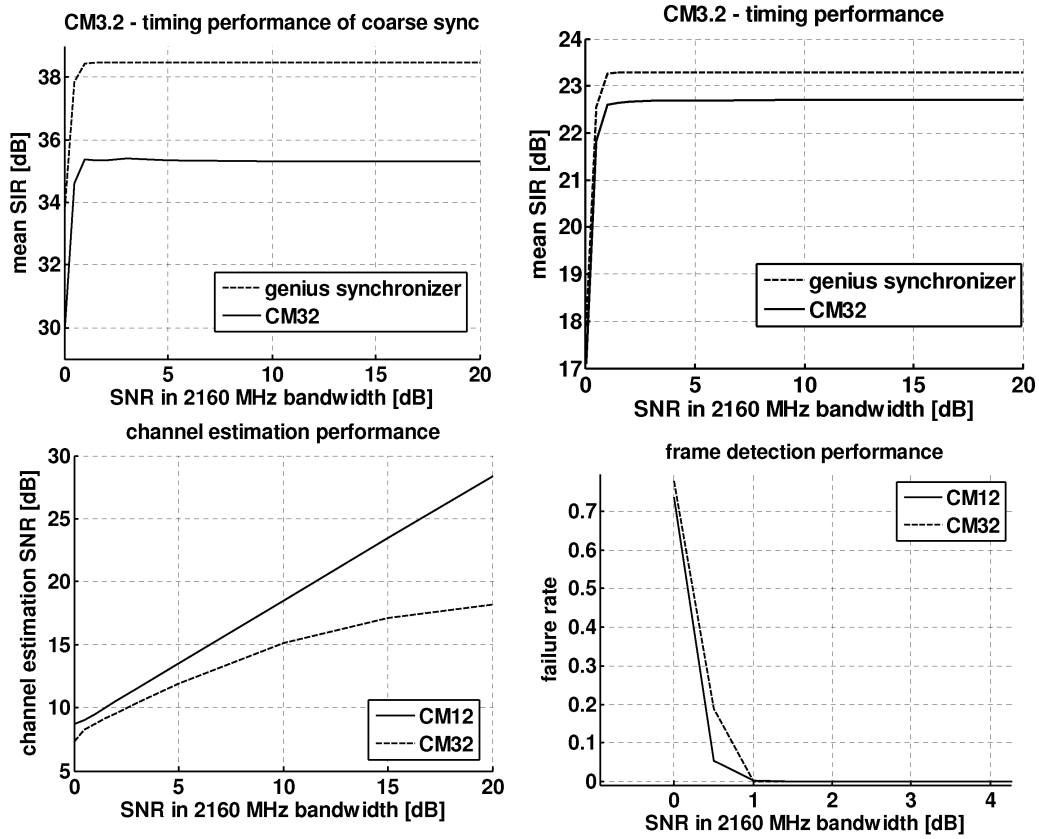 CM3.2 - timing performance of coarse sync
mean SIR [dB]
38
36
34
32
30
genius synchronizer
CM32
0 5 10 15 20
SNR in 2160 MHz bandwidth [dB]
CM3.2 - timing performance
mean SIR [dB]
24
23
22
21
20
19
18
17
genius synchronizer
CM32
0 5 10 15 20
SNR in 2160 MHz bandwidth [dB]
channel estimation performance
channel estimation SNR [dB]
30
25
20
15
10
5
CM12
CM32
0 5 10 15 20
SNR in 2160 MHz bandwidth [dB]
frame detection performance
failure rate
0.7
0.6
0.5
0.4
0.3
0.2
0.1
0
CM12
CM32
0 1 2 3 4
SNR in 2160 MHz bandwidth [dB]